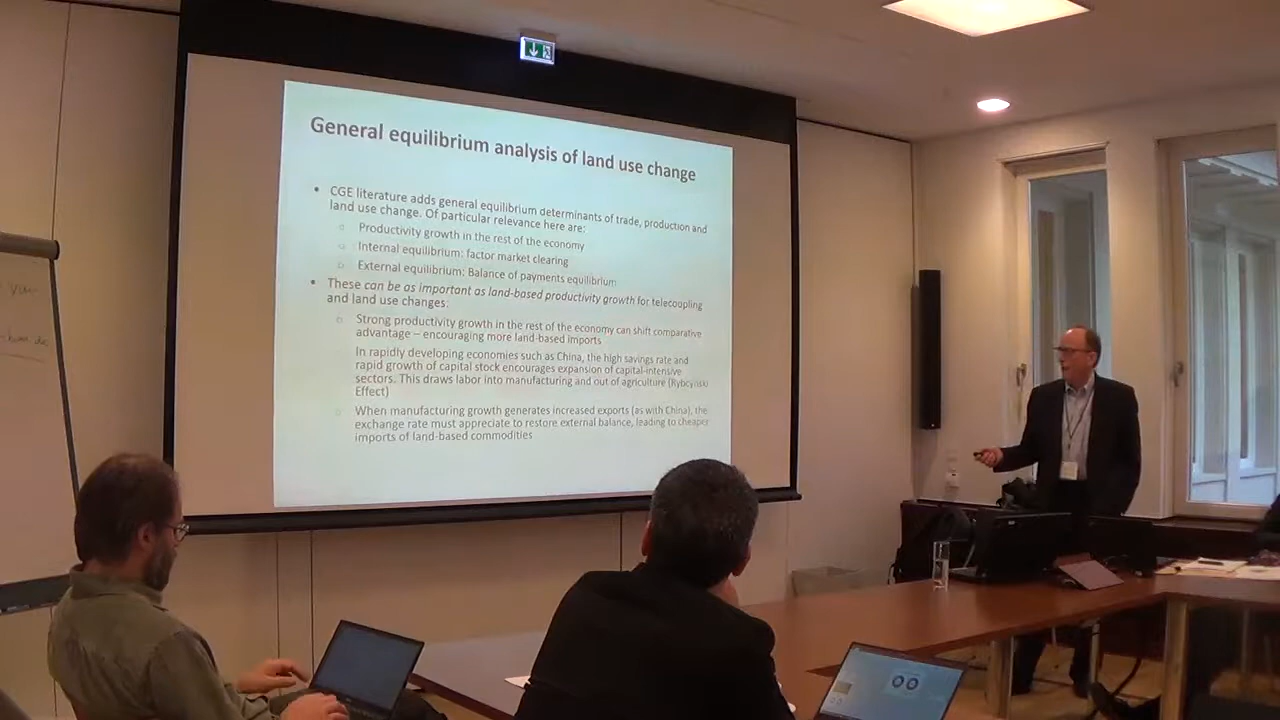 General equilibrium analysis of land use change
• CGE literature adds general equilibrium determinants of trade, production and
land use change. Of particular relevance here are:
○ Productivity growth in the rest of the economy
○ Internal equilibrium: factor market clearing
○ External equilibrium: Balance of payments equilibrium
• These can be as important as land-based productivity growth for telecoupling
and land use changes:
○ Strong productivity growth in the rest of the economy can shift comparative
advantage – encouraging more land-based imports
In rapidly developing economies such as China, the high savings rate and
rapid growth of capital stock encourages expansion of capital-intensive
sectors. This draws labor into manufacturing and out of agriculture (Rybcynski
Effect)
○ When manufacturing growth generates increased exports (as with China), the
exchange rate must appreciate to restore external balance, leading to cheaper
imports of land-based commodities